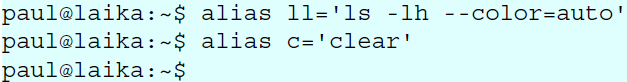 paul@laika:~$ alias ll='ls -lh --color=auto'
paul@laika:~$ alias c='clear'
paul@laika:~$